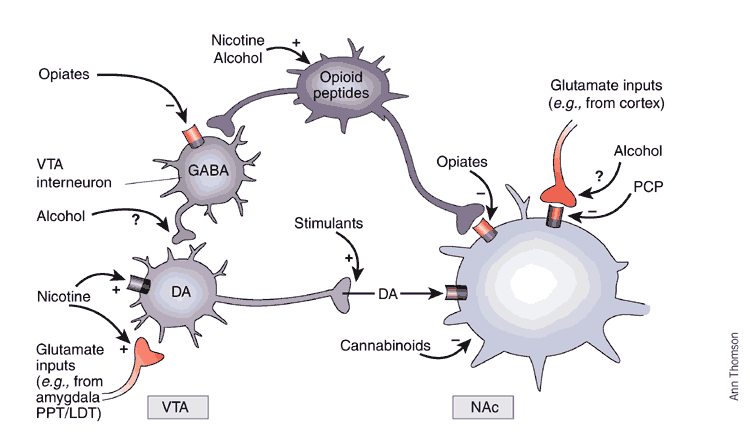 Nicotine
Alcohol
+
Opioid
peptides
Opiates
–
Glutamate inputs
(e.g., from cortex)
GABA
VTA
interneuron
Alcohol
?
Opiates
–
Alcohol
?
PCP
–
Stimulants
+
Nicotine
+
+
DA
DA
Cannabinoids
–
Glutamate
inputs
(e.g., from
amygdala
PPT/LDT)
VTA
NAc
Ann Thomson